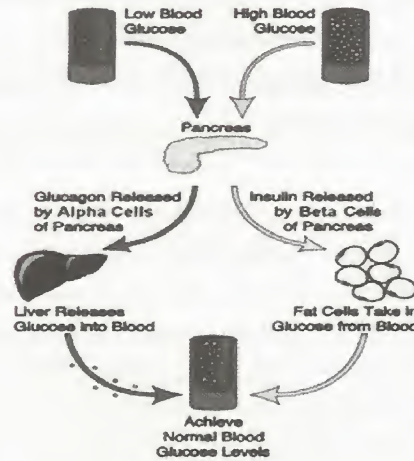 Low Blood
Glucose
High Blood
Glucose
Pancreas
Glucagon Released
by Alpha Cells
of Pancreas
Insulin Released
by Beta Cells
of Pancreas
Liver Releases
Glucose into Blood
Fat Cells Take in
Glucose from Blood
Achieve
Normal Blood
Glucose Levels